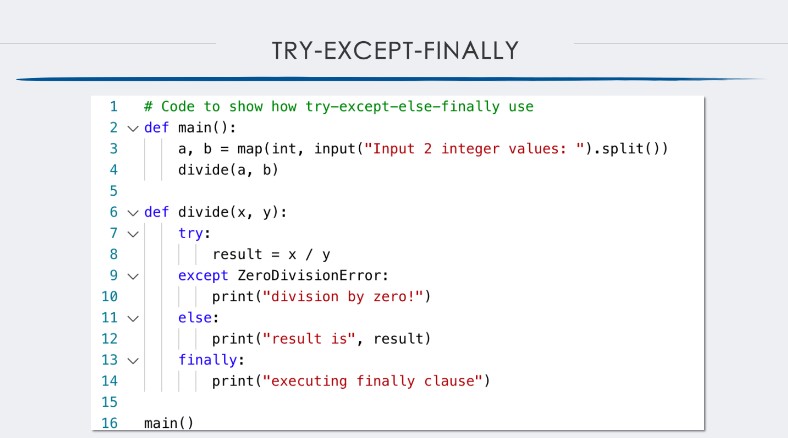 TRY-EXCEPT-FINALLY
1 # Code to show how try-except-else-finally use
2 def main():
3     a, b = map(int, input("Input 2 integer values: ").split())
4     divide(a, b)
5
6 def divide(x, y):
7     try:
8         result = x / y
9     except ZeroDivisionError:
10         print("division by zero!")
11     else:
12         print("result is", result)
13     finally:
14         print("executing finally clause")
15
16 main()